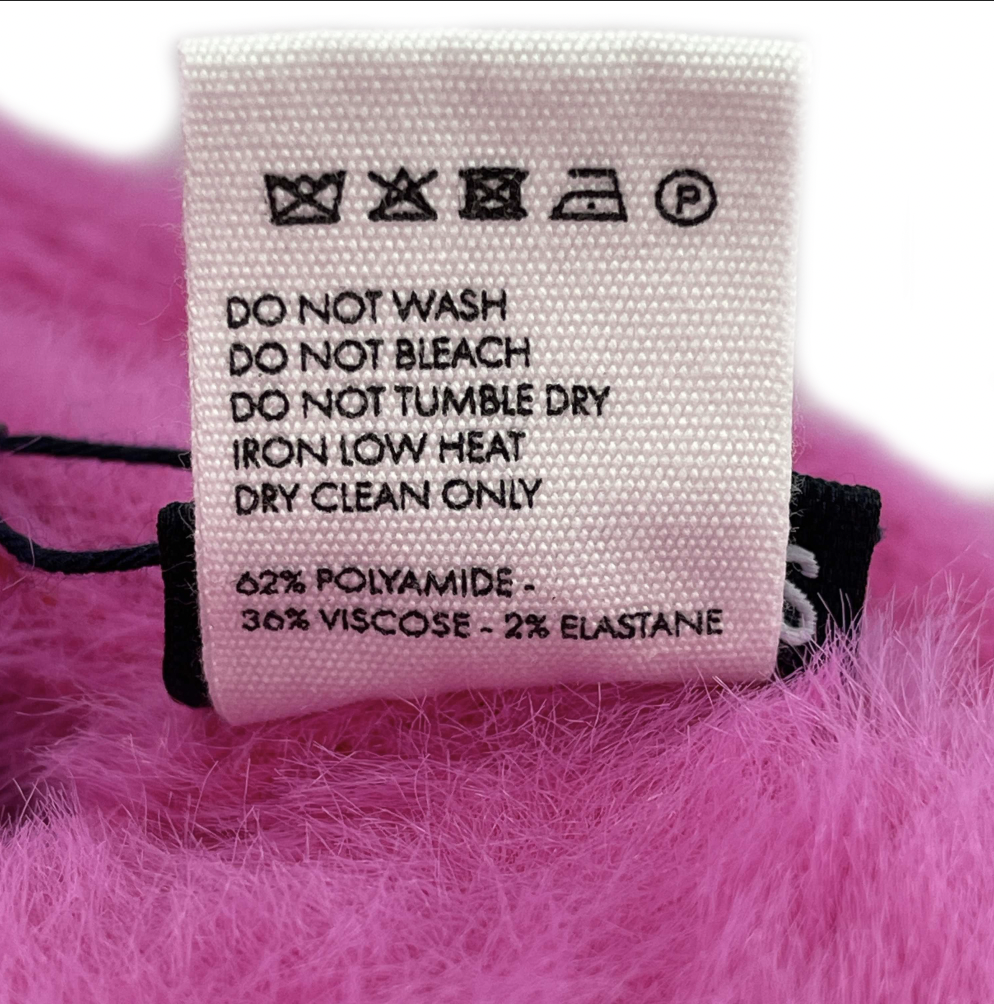 P
DO NOT WASH
DO NOT BLEACH
DO NOT TUMBLE DRY
IRON LOW HEAT
DRY CLEAN ONLY
62% POLYAMIDE -
36% VISCOSE - 2% ELASTANE